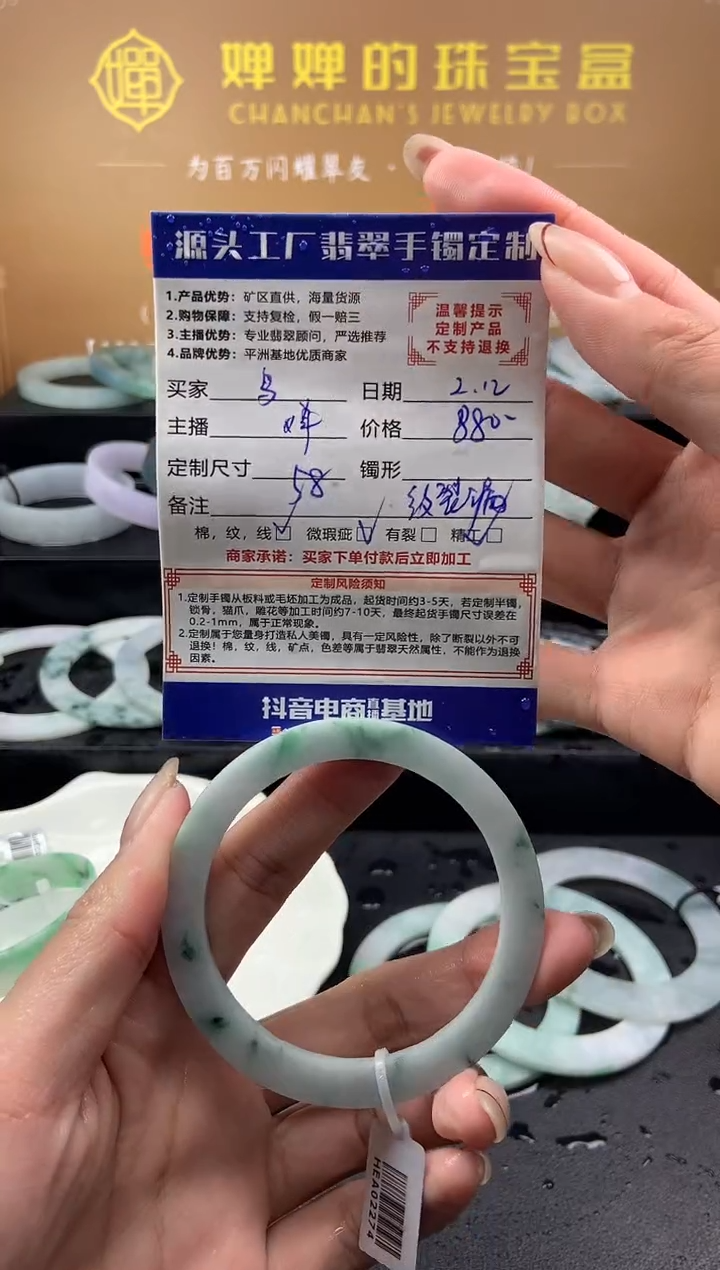 婵婵的珠宝盒
CHANCHAN'S JEWELRY BOX
为百万闪耀翠友 ·
源头工厂翡翠手镯定制
1.产品优势：矿区直供，海量货源
2.购物保障：支持复检，假一赔三
3.主播优势：专业翡翠顾问，严选推荐
4.品牌优势：平洲基地优质商家
温馨提示
定制产品
不支持退换
买家 日期 2.12
主播 婵 价格 880-
定制尺寸 58 镯形
备注
棉，纹，线 微瑕疵 有裂 精工
商家承诺：买家下单付款后立即加工
定制风险须知
1.定制手镯从板料或毛坯加工为成品，起货时间约3-5天，若定制半镯，
锁骨，猫爪，雕花等加工时间约7-10天，最终起货手镯尺寸误差在
0.2-1mm，属于正常现象。
2.定制属于您量身打造私人美镯，具有一定风险性，除了断裂以外不可
退换！棉，纹，线，矿点，色差等属于翡翠天然属性，不能作为退换
因素。
抖音电商直播基地
HEA02274